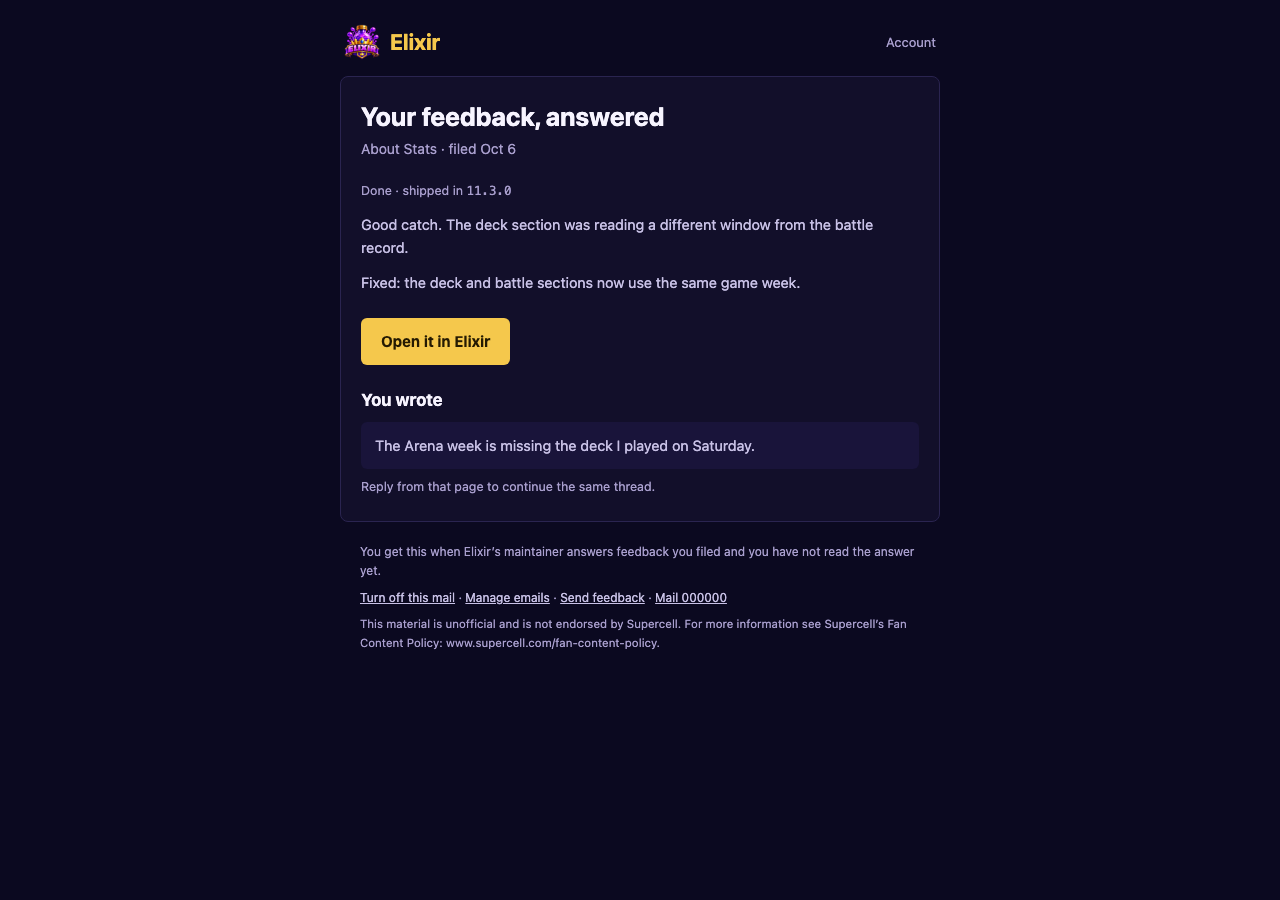 ELIXIR
Elixir
Account
Your feedback, answered
About Stats · filed Oct 6
Done · shipped in 11.3.0
Good catch. The deck section was reading a different window from the battle
record.
Fixed: the deck and battle sections now use the same game week.
Open it in Elixir
You wrote
The Arena week is missing the deck I played on Saturday.
Reply from that page to continue the same thread.
You get this when Elixir’s maintainer answers feedback you filed and you have not read the answer
yet.
Turn off this mail · Manage emails · Send feedback · Mail 000000
This material is unofficial and is not endorsed by Supercell. For more information see Supercell’s Fan
Content Policy: www.supercell.com/fan-content-policy.